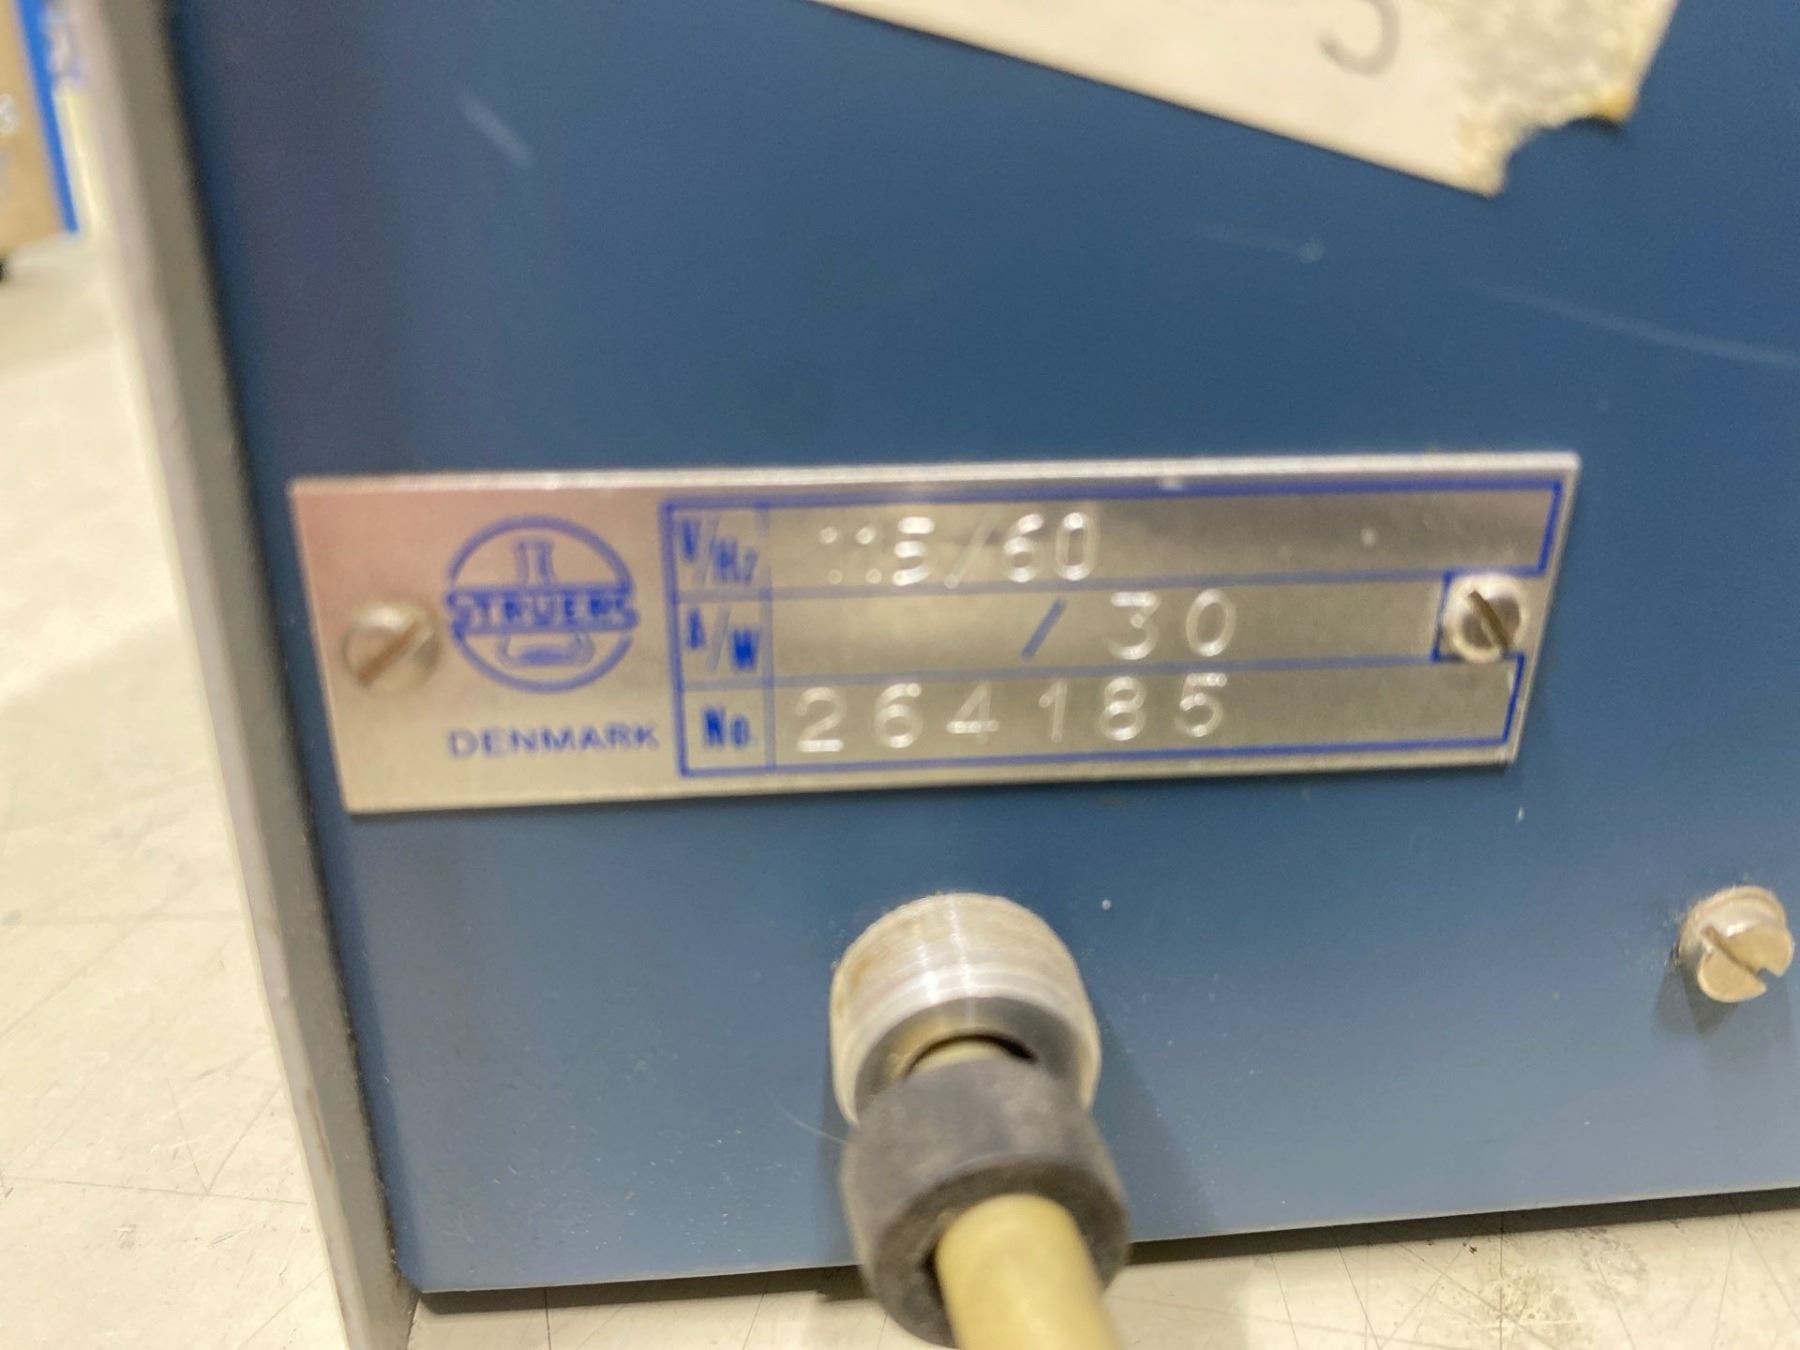 STRUERS
DENMARK
V/Hz 115/60
A/W / 30
No. 264185